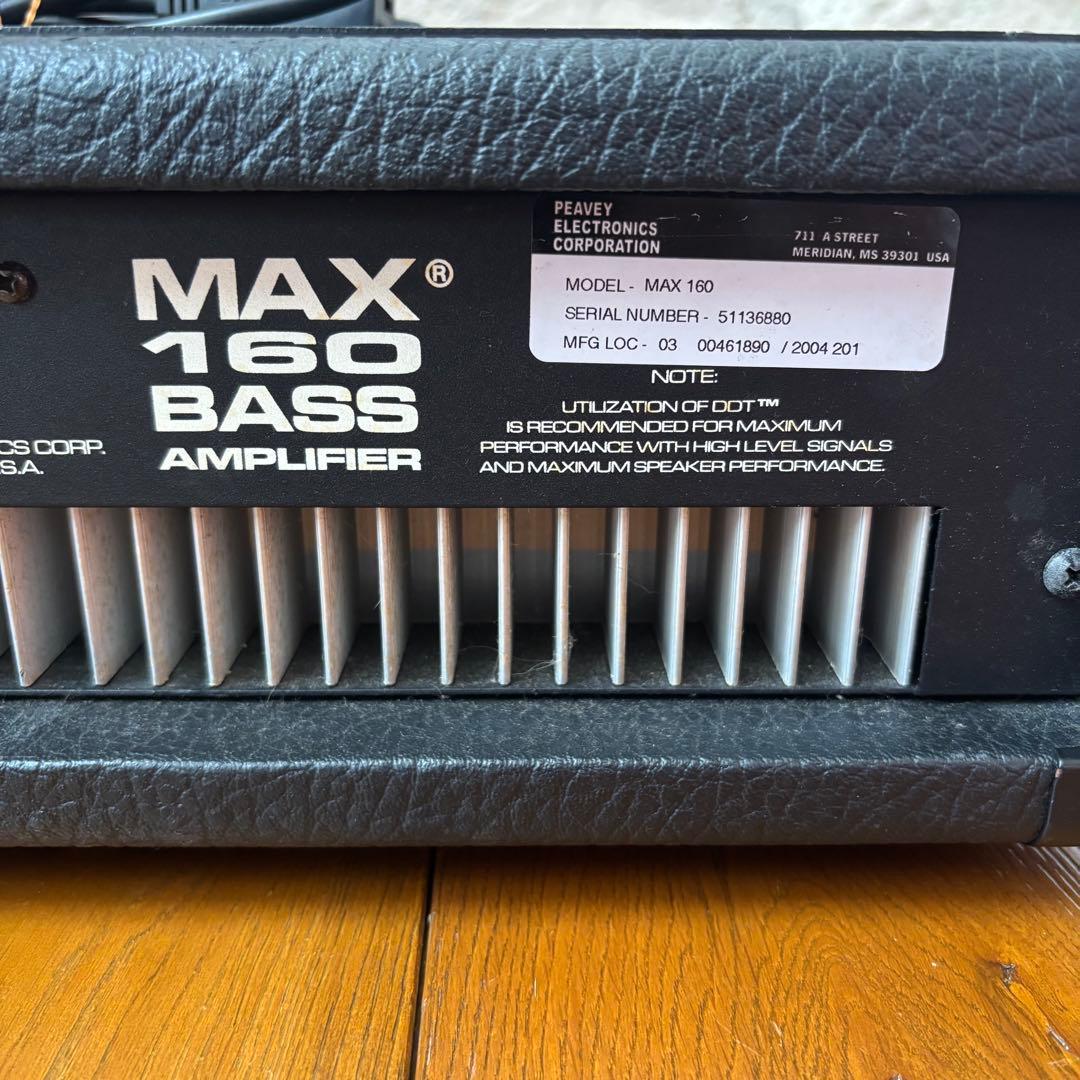 PEAVEY
ELECTRONICS
CORPORATION
711 A STREET
MERIDIAN, MS 39301 USA
MODEL - MAX 160
SERIAL NUMBER - 51136880
MFG LOC - 03 00461890 / 2004 201
MAX®
160
BASS
AMPLIFIER
CS CORP.
S.A.
NOTE:
UTILIZATION OF DDT™
IS RECOMMENDED FOR MAXIMUM
PERFORMANCE WITH HIGH LEVEL SIGNALS
AND MAXIMUM SPEAKER PERFORMANCE.